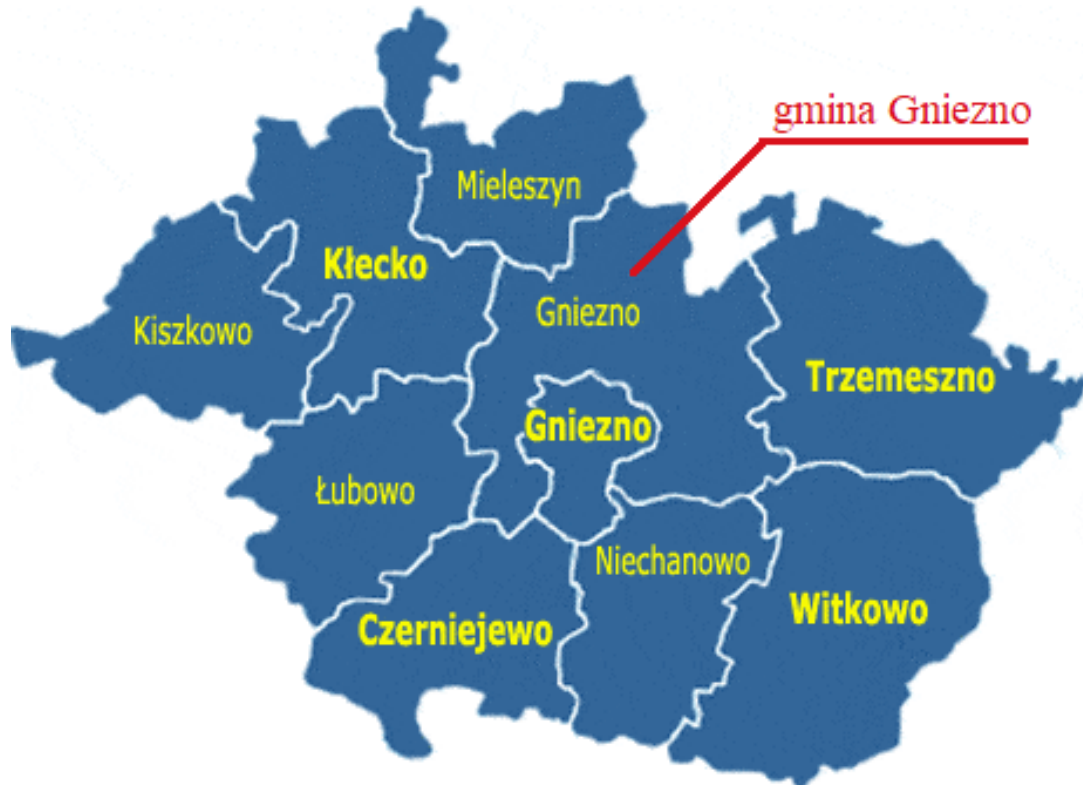 gmina Gniezno
Mieleszyn
Kłecko
Kiszkowo
Gniezno
Trzemeszno
Gniezno
Łubowo
Niechanowo
Witkowo
Czerniejewo